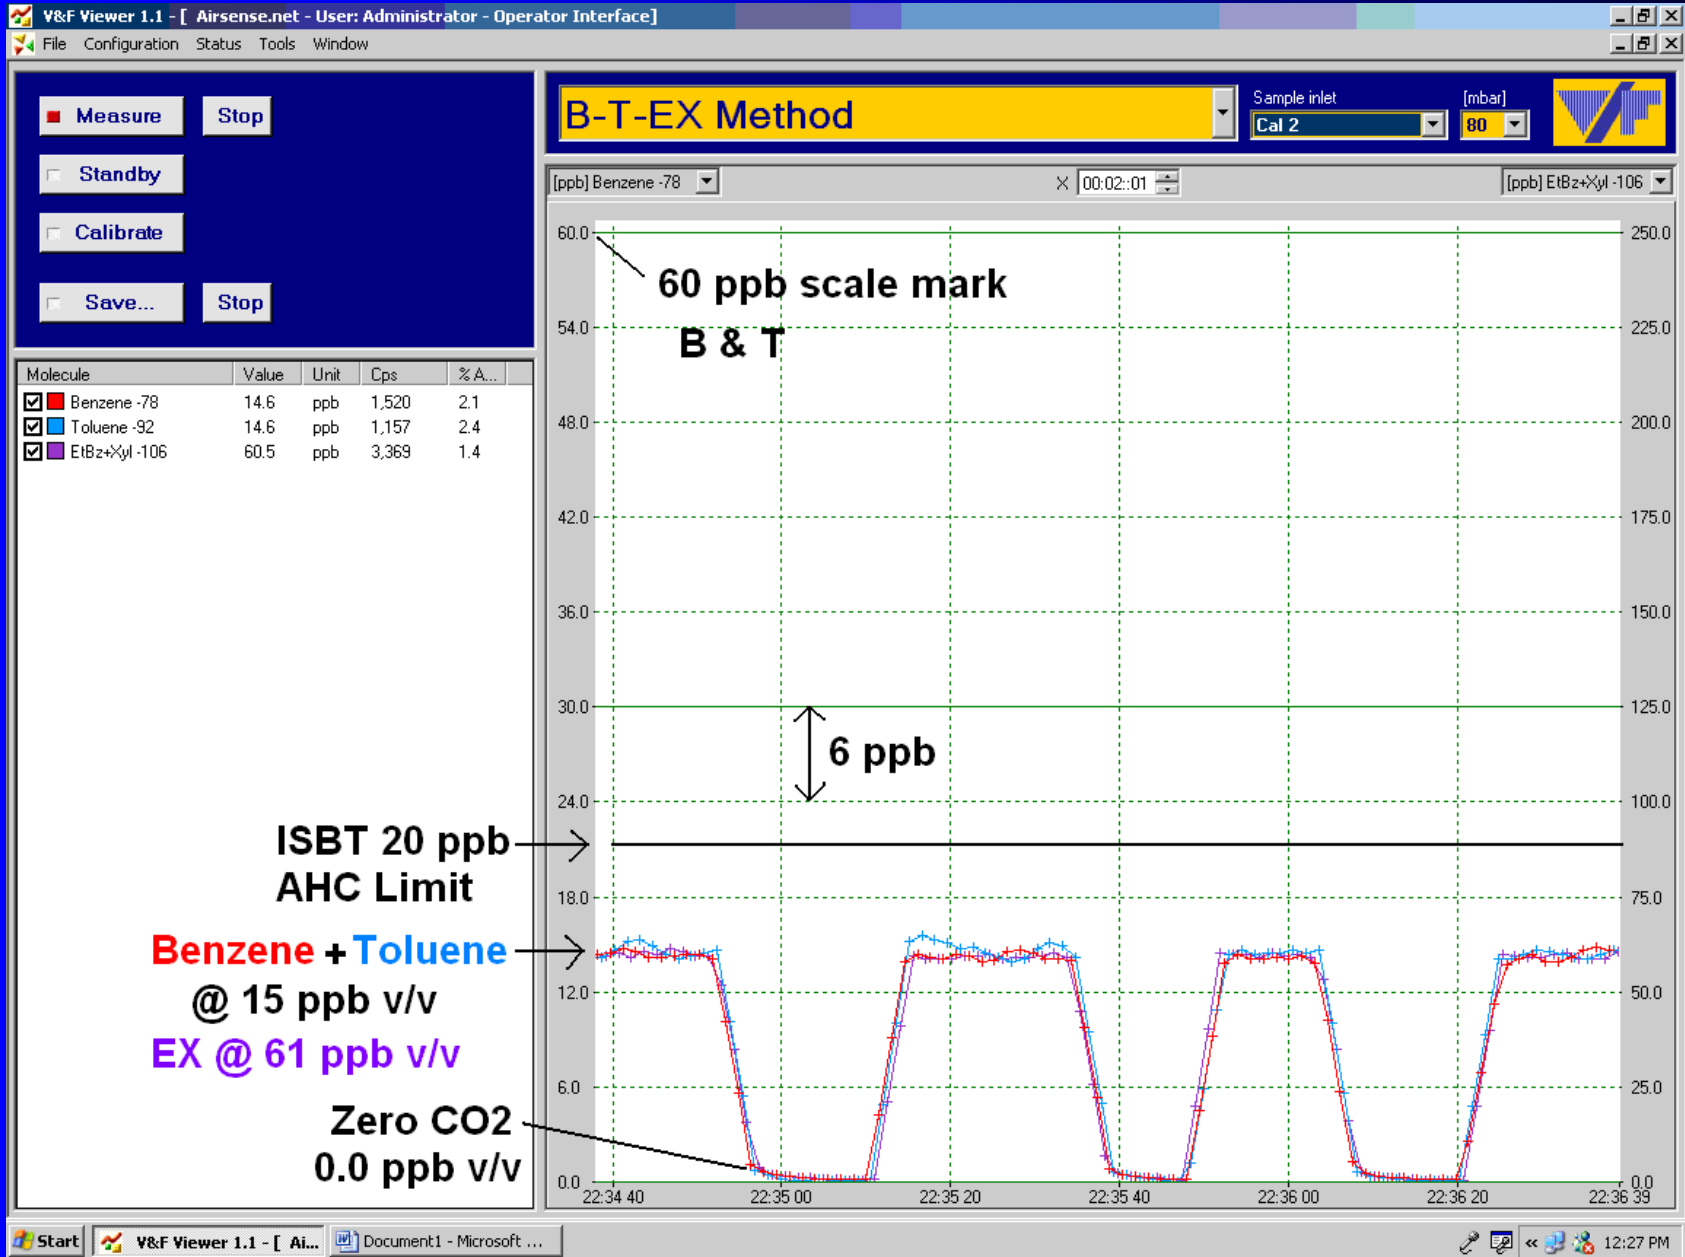 V&F Viewer 1.1 - [ Airsense.net - User: Administrator - Operator Interface]
File Configuration Status Tools Window
Measure Stop
Standby
Calibrate
Save... Stop
B-T-EX Method
Sample inlet [mbar]
Cal 2 80
VF
Molecule Value Unit Cps % A...
Benzene -78 14.6 ppb 1,520 2.1
Toluene -92 14.6 ppb 1,157 2.4
EtBz+Xyl -106 60.5 ppb 3,369 1.4
[ppb] Benzene -78 X 00:02::01 [ppb] EtBz+Xyl -106
60.0 250.0
60 ppb scale mark
54.0 225.0
B & T
48.0 200.0
42.0 175.0
36.0 150.0
30.0 125.0
6 ppb
24.0 100.0
ISBT 20 ppb
AHC Limit
18.0 75.0
Benzene + Toluene
@ 15 ppb v/v
12.0 50.0
EX @ 61 ppb v/v
6.0 25.0
Zero CO2
0.0 ppb v/v
0.0 0.0
22:34 40 22:35 00 22:35 20 22:35 40 22:36 00 22:36 20 22:36 39
Start V&F Viewer 1.1 - [ Ai... Document1 - Microsoft ... « 12:27 PM